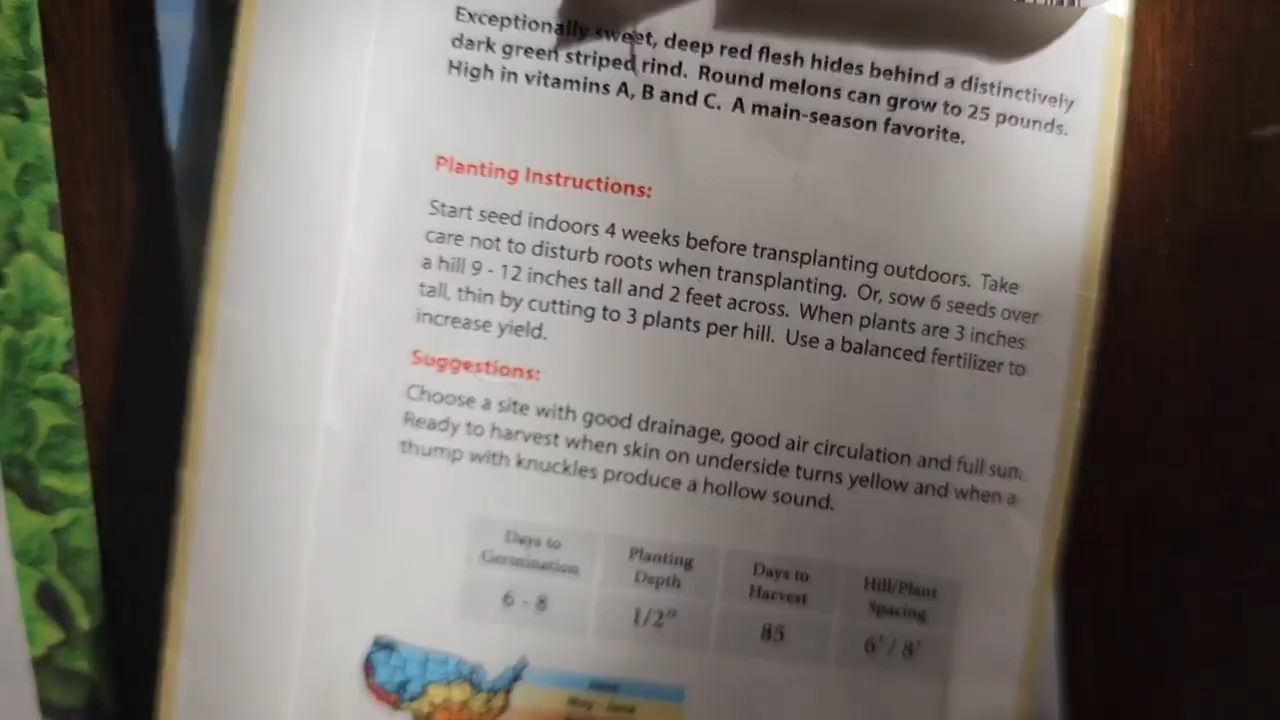 Exceptionally sweet, deep red flesh hides behind a distinctively
dark green striped rind. Round melons can grow to 25 pounds.
High in vitamins A, B and C. A main-season favorite.
Planting Instructions:
Start seed indoors 4 weeks before transplanting outdoors. Take
care not to disturb roots when transplanting. Or, sow 6 seeds over
a hill 9 - 12 inches tall and 2 feet across. When plants are 3 inches
tall, thin by cutting to 3 plants per hill. Use a balanced fertilizer to
increase yield.
Suggestions:
Choose a site with good drainage, good air circulation and full sun.
Ready to harvest when skin on underside turns yellow and when a
thump with knuckles produce a hollow sound.
Days to
Germination
Planting
Depth
Days to
Harvest
Hill/Plant
Spacing
6 - 8
1/2"
85
6' / 8'
May - June